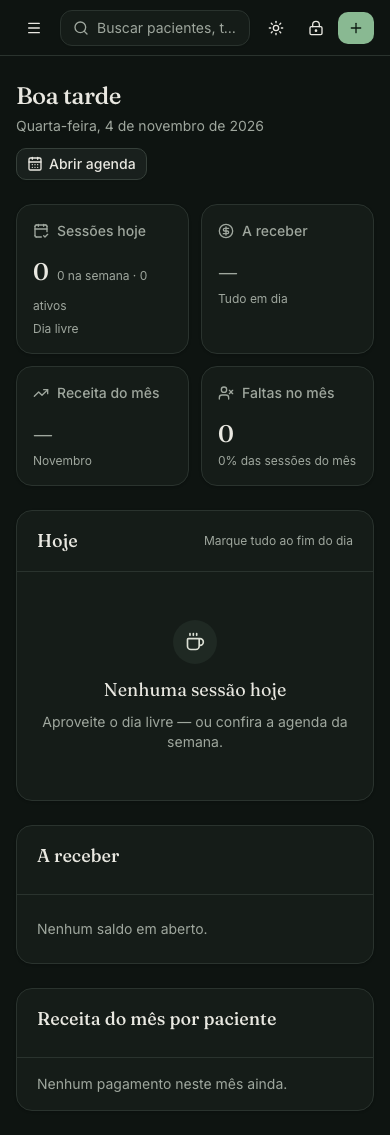 Buscar pacientes, t...
Boa tarde
Quarta-feira, 4 de novembro de 2026
Abrir agenda
Sessões hoje
0 0 na semana · 0
ativos
Dia livre
A receber
—
Tudo em dia
Receita do mês
—
Novembro
Faltas no mês
0
0% das sessões do mês
Hoje
Marque tudo ao fim do dia
Nenhuma sessão hoje
Aproveite o dia livre — ou confira a agenda da
semana.
A receber
Nenhum saldo em aberto.
Receita do mês por paciente
Nenhum pagamento neste mês ainda.